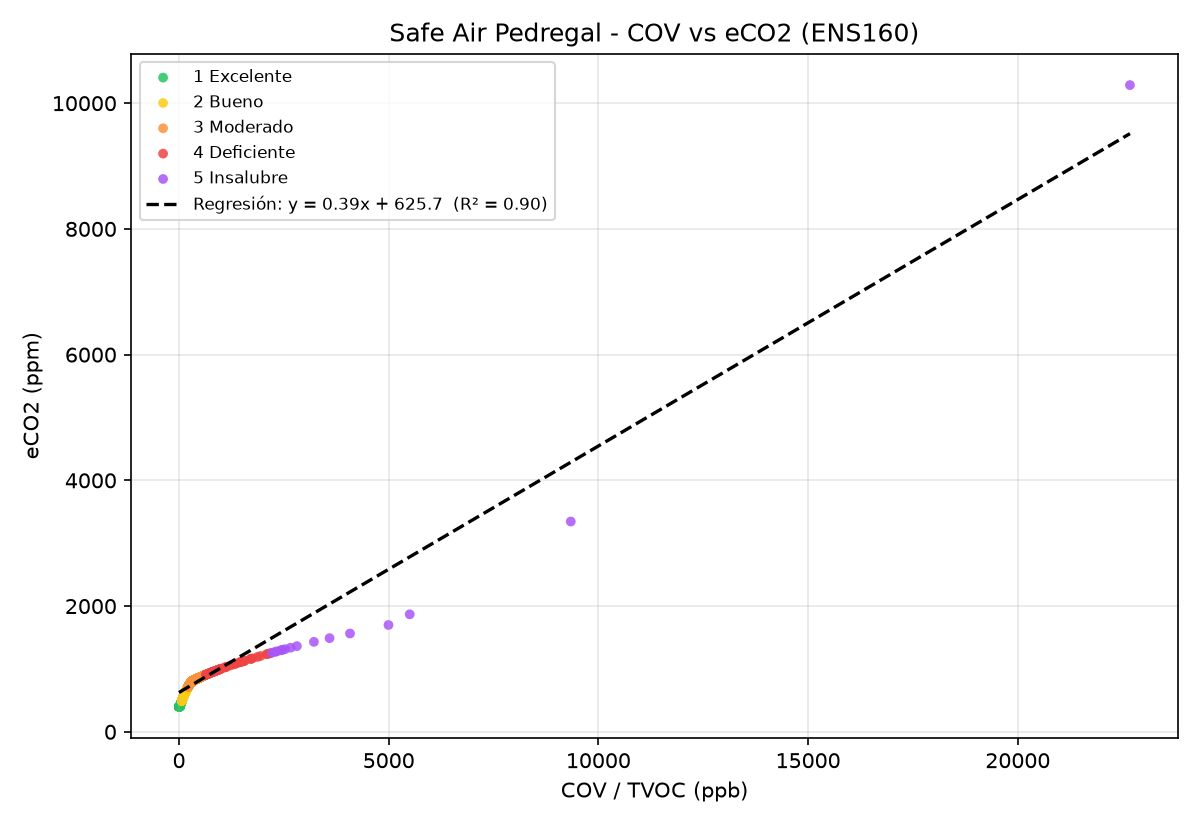 Safe Air Pedregal - COV vs eCO2 (ENS160)
1 Excelente
2 Bueno
3 Moderado
4 Deficiente
5 Insalubre
Regresión: y = 0.39x + 625.7 (R² = 0.90)
eCO2 (ppm)
10000
8000
6000
4000
2000
0
0 5000 10000 15000 20000
COV / TVOC (ppb)